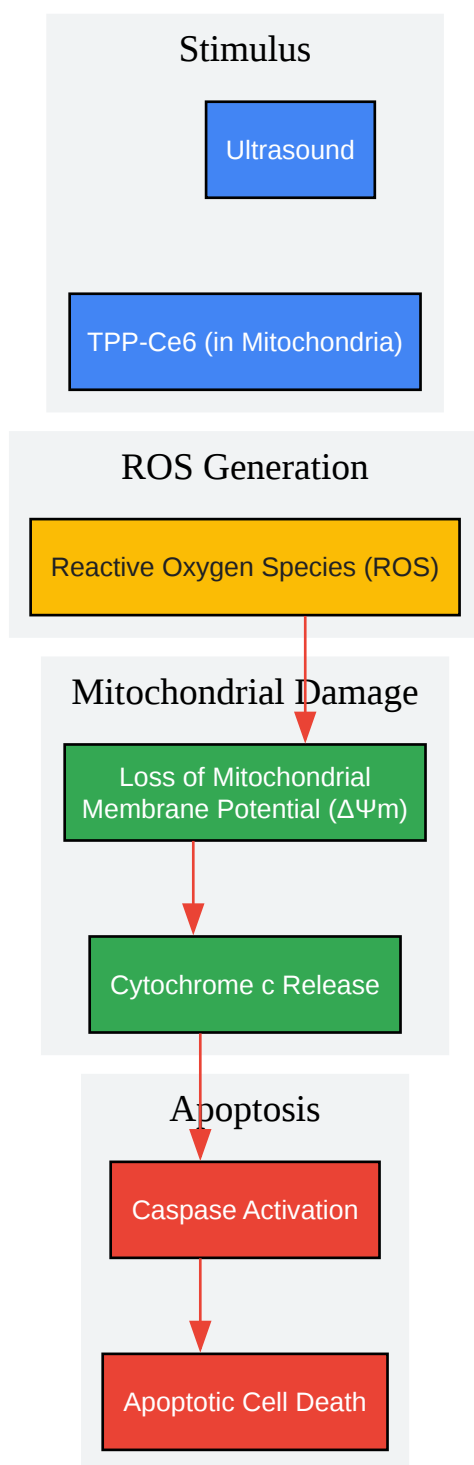 Stimulus
Ultrasound
TPP-Ce6 (in Mitochondria)
ROS Generation
Reactive Oxygen Species (ROS)
Mitochondrial Damage
Loss of Mitochondrial
Membrane Potential (ΔΨm)
Cytochrome c Release
Apoptosis
Caspase Activation
Apoptotic Cell Death